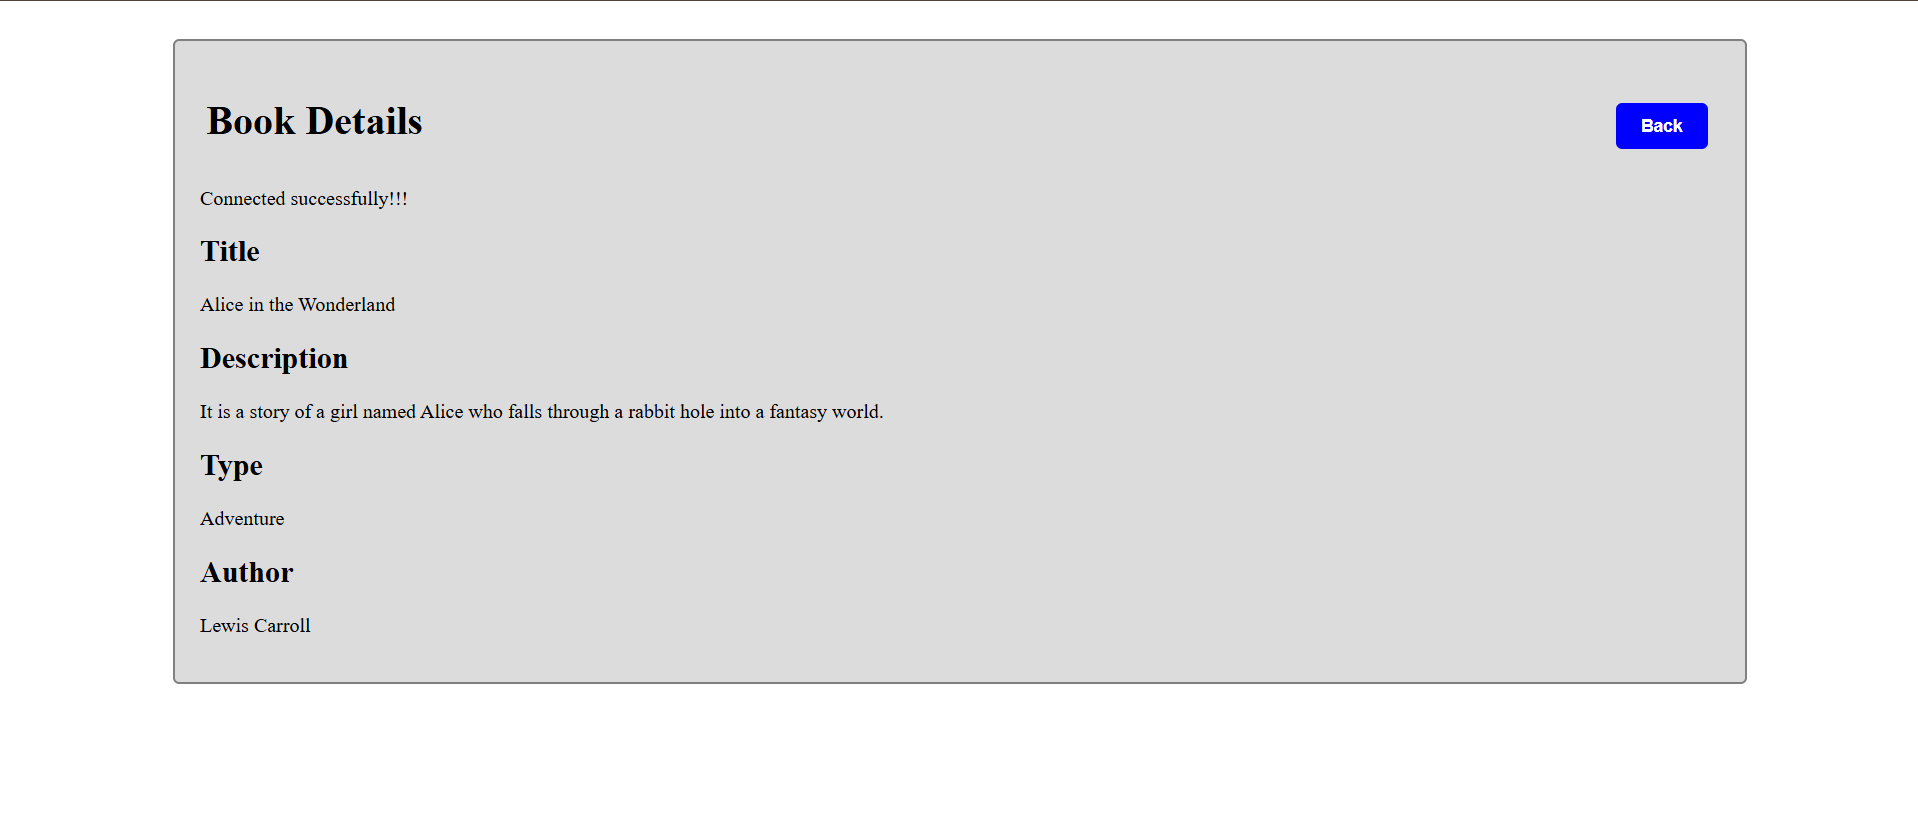 Book Details
Back
Connected successfully!!!
Title
Alice in the Wonderland
Description
It is a story of a girl named Alice who falls through a rabbit hole into a fantasy world.
Type
Adventure
Author
Lewis Carroll